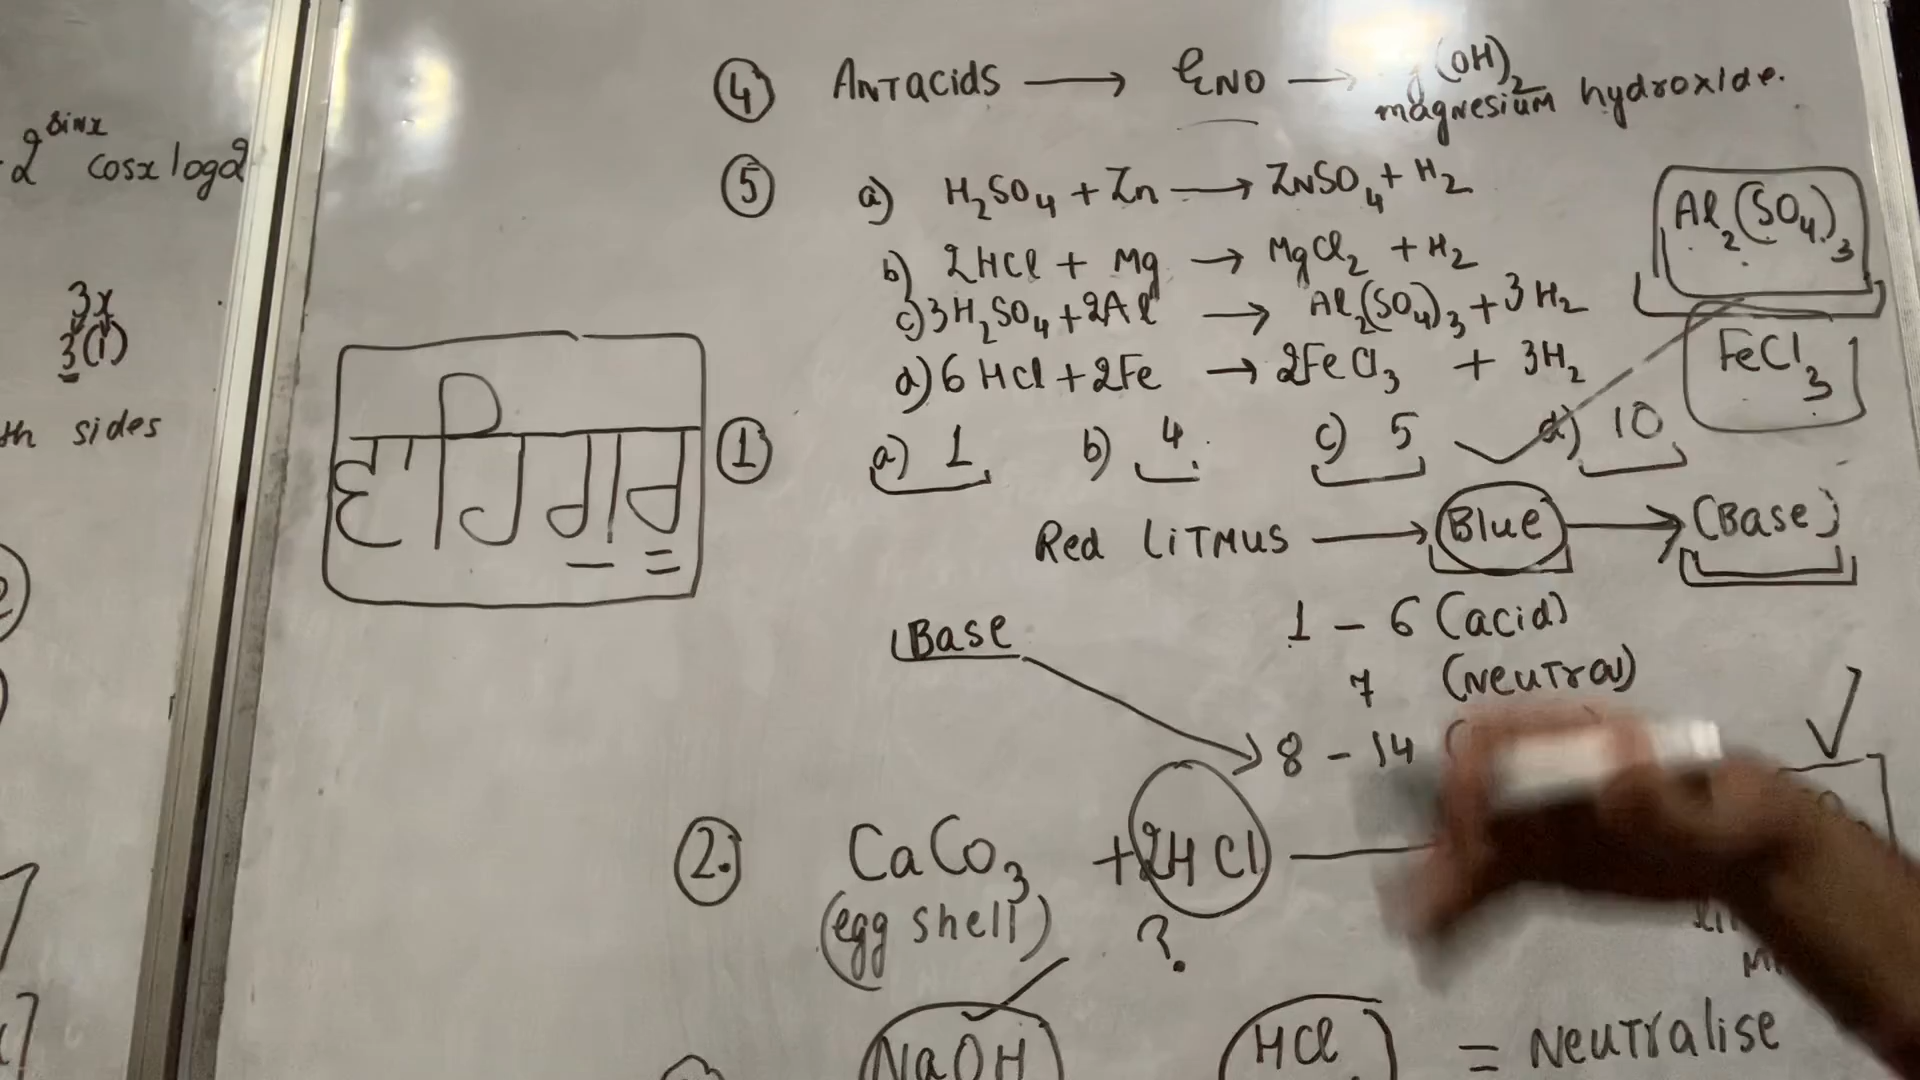 2^sinx cosx log2
3x
3(1)
th sides
④ Antacids → ENO → g(OH)₂
magnesium hydroxide.
⑤ a) H₂SO₄ + Zn → ZnSO₄ + H₂
b) 2HCl + Mg → MgCl₂ + H₂
c) 3H₂SO₄ + 2Al → Al₂(SO₄)₃ + 3H₂
d) 6HCl + 2Fe → 2FeCl₃ + 3H₂
Al₂(SO₄)₃
FeCl₃
① a) 1 b) 4 c) 5 d) 10
Red Litmus → Blue → (Base)
1 – 6 (acid)
7 (Neutral)
Base → 8 – 14
2. CaCo₃ + 2HCl
(egg shell) ?
NaOH HCl = Neutralise